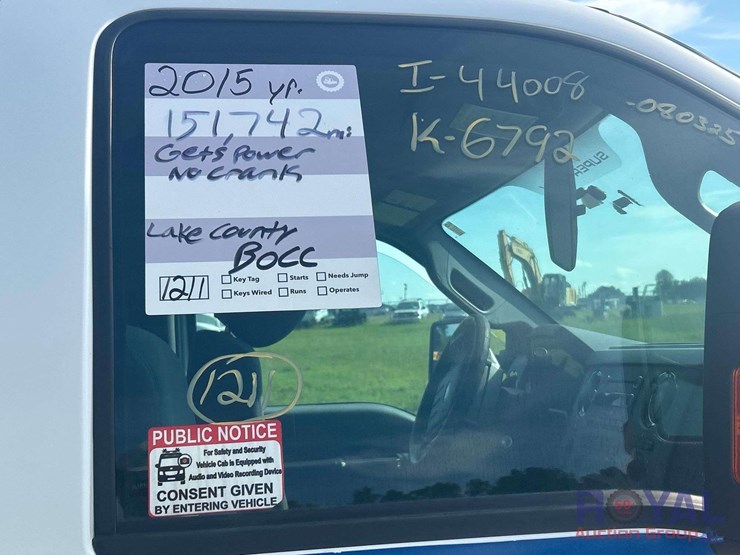 2015 yr.
151,742 mi
Gets Power
No Crank
Lake County
BOCC
1211
Key Tag
Starts
Needs Jump
Keys Wired
Runs
Operates
I-44008
-080325
K-6792
SUPER
1211
PUBLIC NOTICE
For Safety and Security
Vehicle Cab is Equipped with
Audio and Video Recording Device
CONSENT GIVEN
BY ENTERING VEHICLE
ROYAL
Auction Group